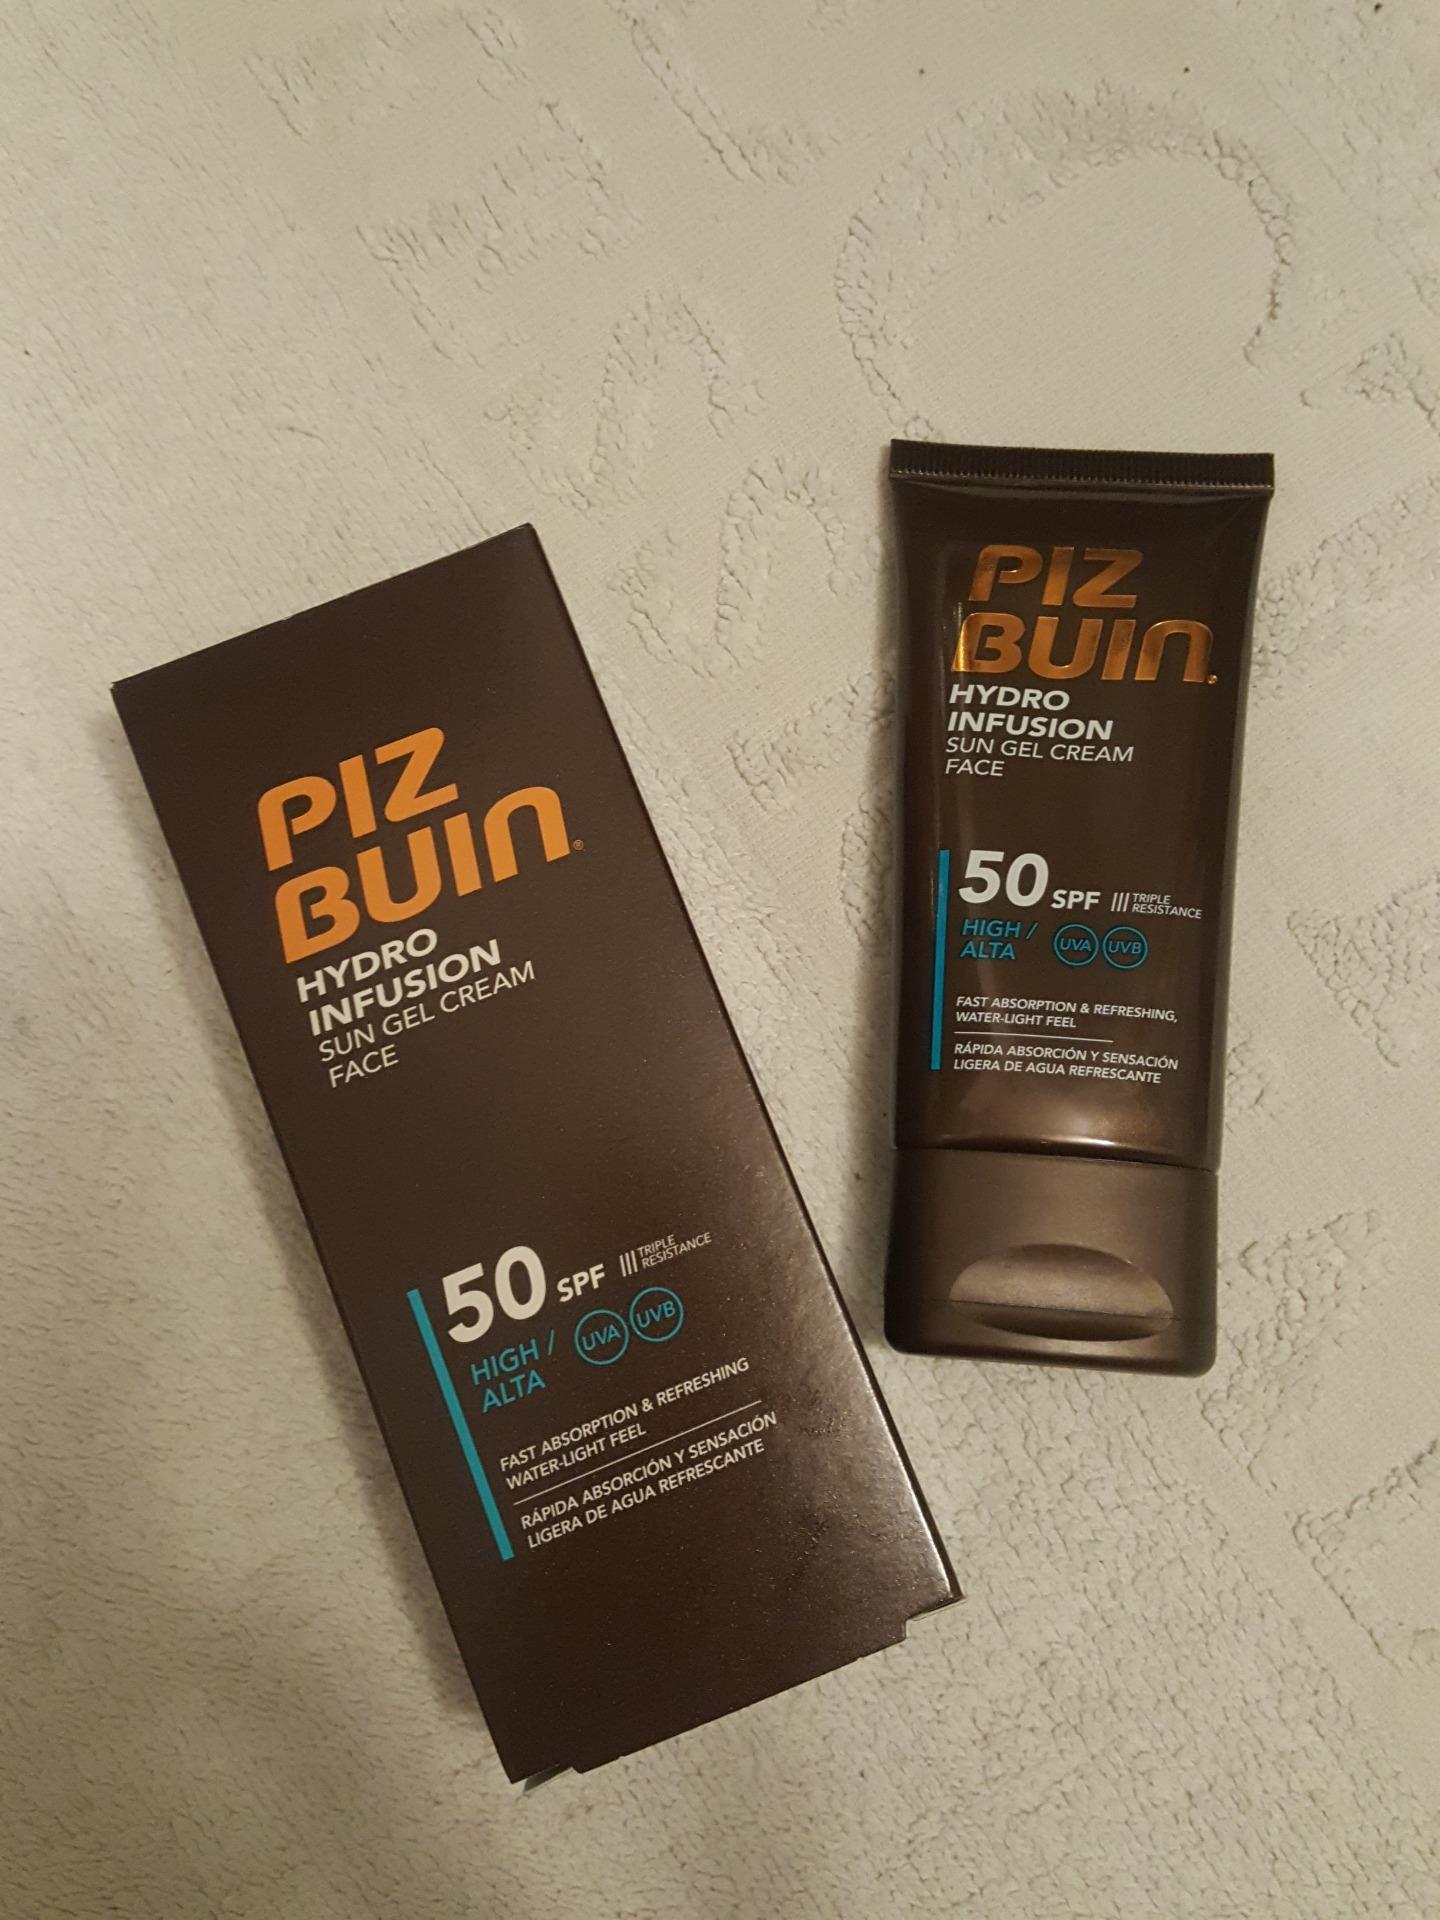 PIZ
BUIN®
HYDRO
INFUSION
SUN GEL CREAM
FACE
50 SPF
TRIPLE
RESISTANCE
HIGH /
ALTA
UVA UVB
FAST ABSORPTION & REFRESHING
WATER-LIGHT FEEL
RÁPIDA ABSORCIÓN Y SENSACIÓN
LIGERA DE AGUA REFRESCANTE
PIZ
BUIN
HYDRO
INFUSION
SUN GEL CREAM
FACE
50 SPF
TRIPLE
RESISTANCE
HIGH /
ALTA
UVA UVB
FAST ABSORPTION & REFRESHING,
WATER-LIGHT FEEL
RÁPIDA ABSORCIÓN Y SENSACIÓN
LIGERA DE AGUA REFRESCANTE